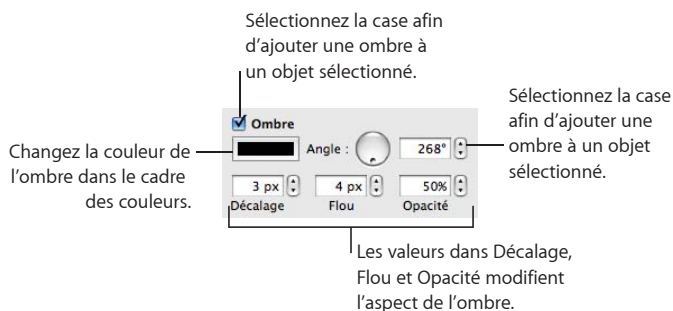 Sélectionnez la case afin
d'ajouter une ombre à
un objet sélectionné.
Sélectionnez la case
afin d'ajouter une
ombre à un objet
sélectionné.
Changez la couleur de
l'ombre dans le cadre
des couleurs.
Ombre
Angle : 268°
3 px 4 px 50%
Décalage Flou Opacité
Les valeurs dans Décalage,
Flou et Opacité modifient
l'aspect de l'ombre.